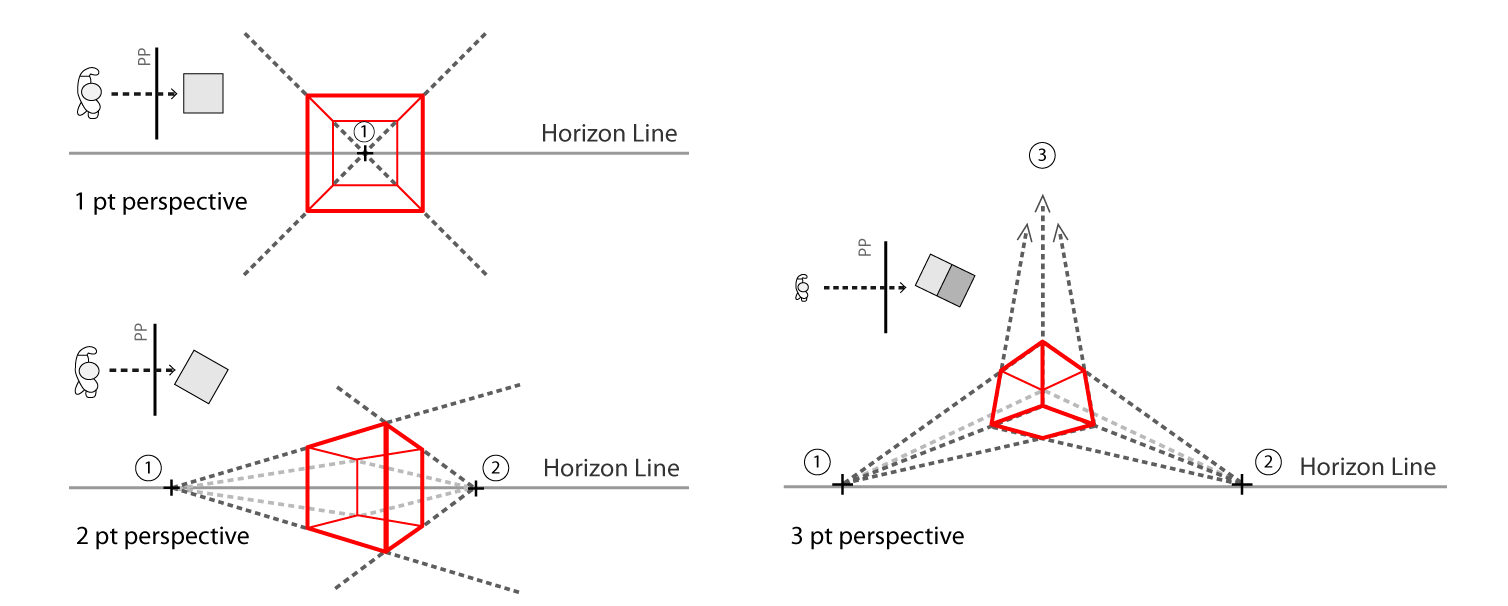 PP
①
Horizon Line
1 pt perspective
PP
①
②
Horizon Line
2 pt perspective
③
PP
①
②
Horizon Line
3 pt perspective